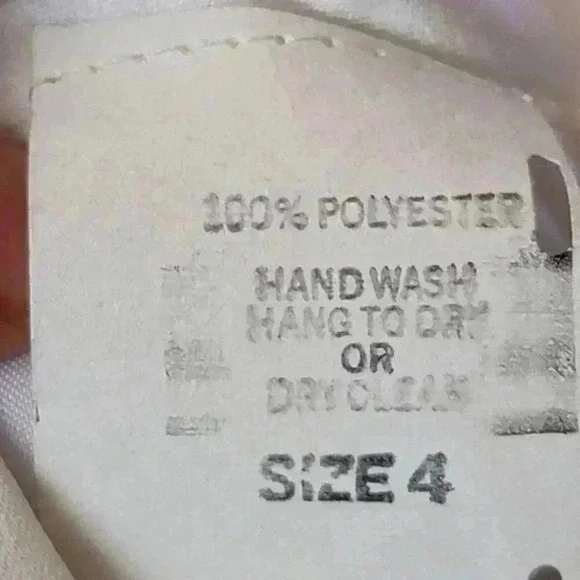 100% POLYESTER
HAND WASH
HANG TO DRY
OR
DRY CLEAN
SIZE 4